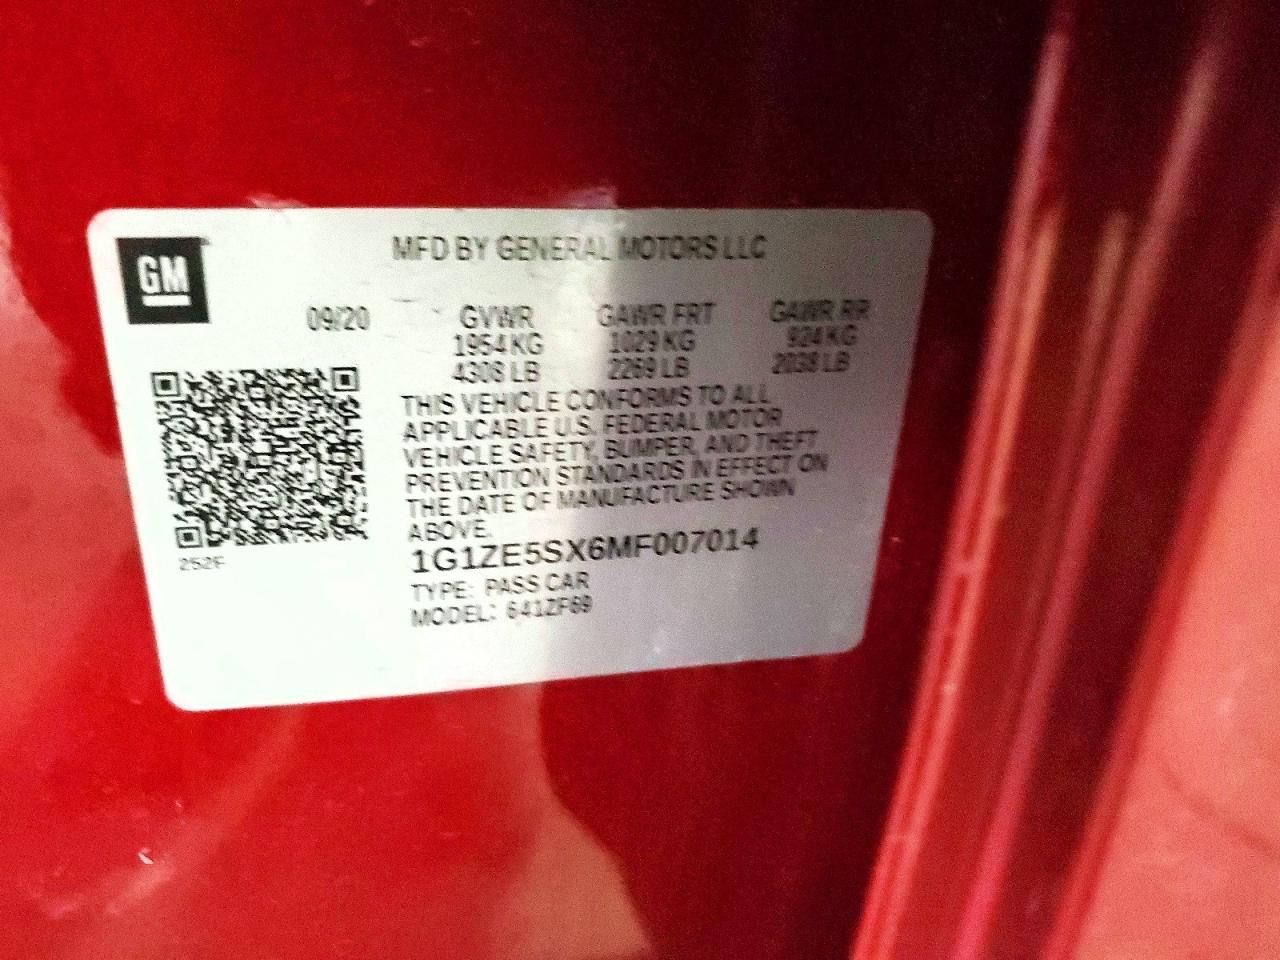 GM
MFD BY GENERAL MOTORS LLC
09/20 GVWR GAWR FRT GAWR RR
1954 KG 1029 KG 924 KG
4308 LB 2269 LB 2038 LB
THIS VEHICLE CONFORMS TO ALL
APPLICABLE U.S. FEDERAL MOTOR
VEHICLE SAFETY, BUMPER, AND THEFT
PREVENTION STANDARDS IN EFFECT ON
THE DATE OF MANUFACTURE SHOWN
ABOVE.
1G1ZE5SX6MF007014
252F
TYPE: PASS CAR
MODEL: 641ZF69